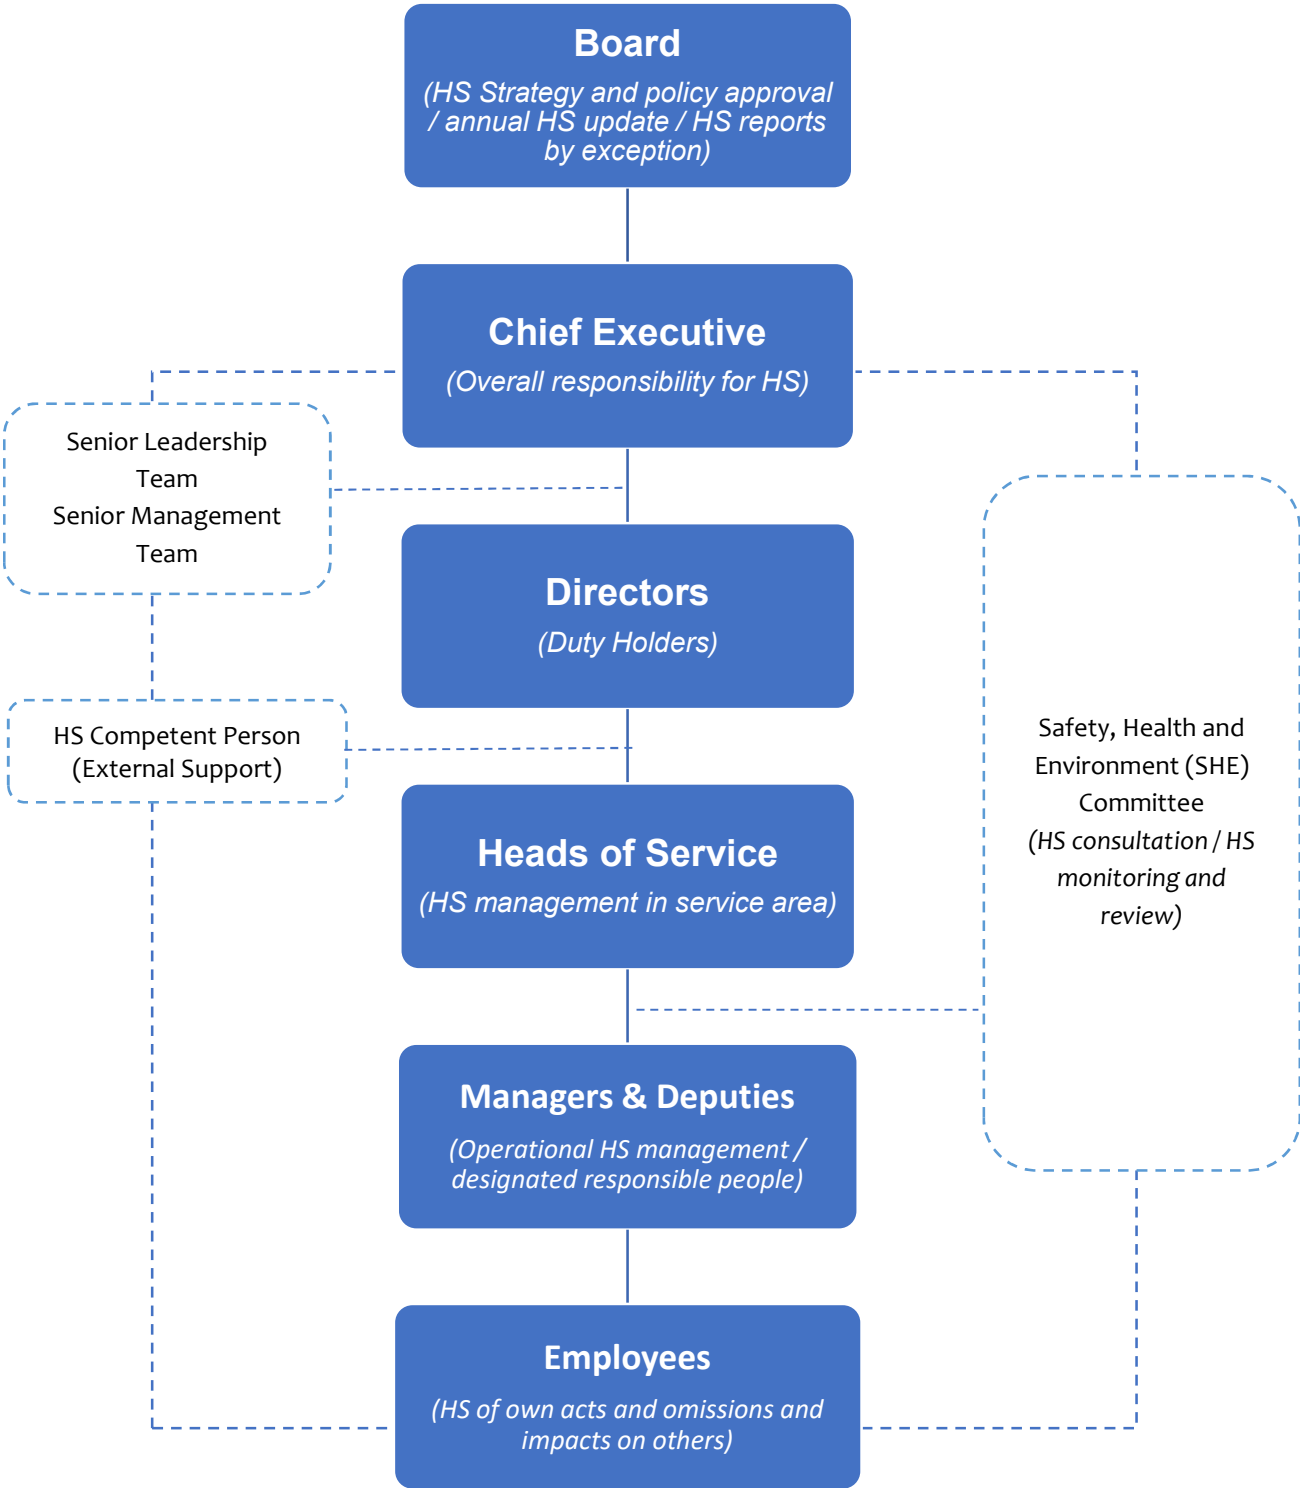 Board
(HS Strategy and policy approval
/ annual HS update / HS reports
by exception)
Chief Executive
(Overall responsibility for HS)
Senior Leadership
Team
Senior Management
Team
Directors
(Duty Holders)
HS Competent Person
(External Support)
Safety, Health and
Environment (SHE)
Committee
(HS consultation / HS
monitoring and
review)
Heads of Service
(HS management in service area)
Managers & Deputies
(Operational HS management /
designated responsible people)
Employees
(HS of own acts and omissions and
impacts on others)